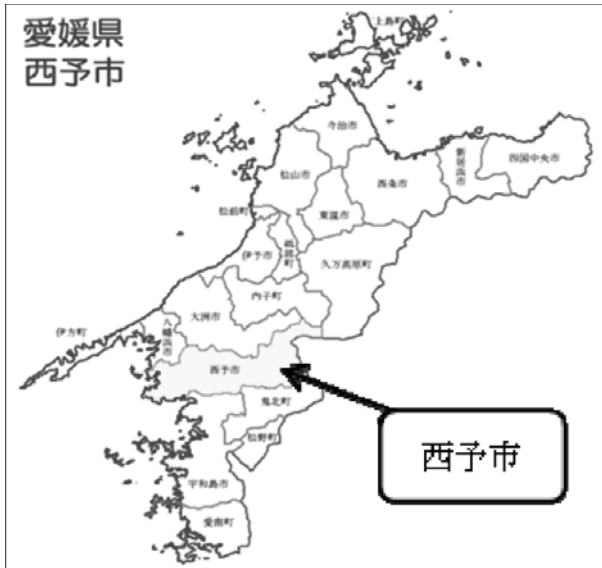 愛媛県
西予市
上島町
今治市
松山市
西条市
新居浜市
四国中央市
松前町
東温市
伊予市
砥部町
久万高原町
内子町
大洲市
伊方町
八幡浜市
西予市
鬼北町
松野町
西予市
宇和島市
愛南町